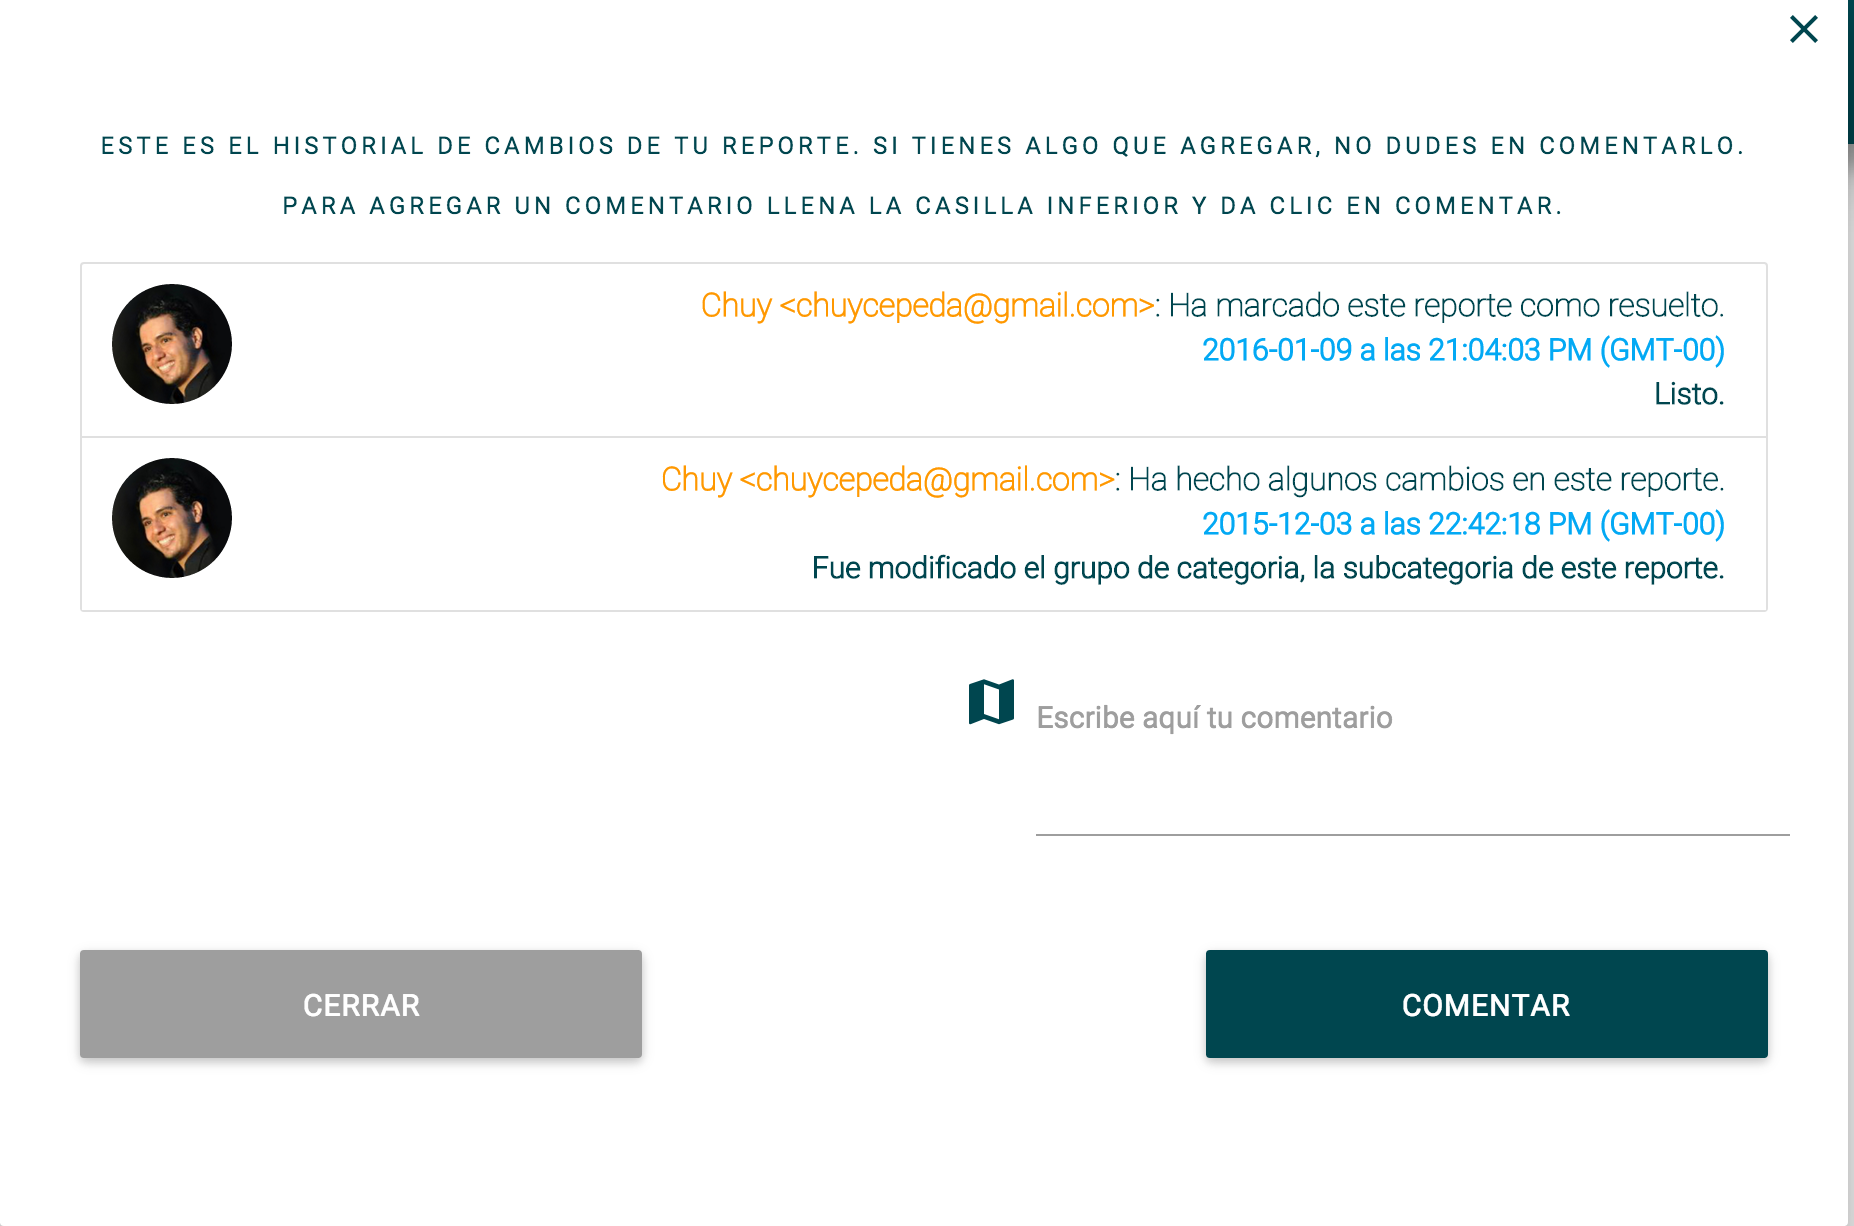 ESTE ES EL HISTORIAL DE CAMBIOS DE TU REPORTE. SI TIENES ALGO QUE AGREGAR, NO DUDES EN COMENTARLO.
PARA AGREGAR UN COMENTARIO LLENA LA CASILLA INFERIOR Y DA CLIC EN COMENTAR.
Chuy <chuycepeda@gmail.com>: Ha marcado este reporte como resuelto.
2016-01-09 a las 21:04:03 PM (GMT-00)
Listo.
Chuy <chuycepeda@gmail.com>: Ha hecho algunos cambios en este reporte.
2015-12-03 a las 22:42:18 PM (GMT-00)
Fue modificado el grupo de categoria, la subcategoria de este reporte.
Escribe aquí tu comentario
CERRAR
COMENTAR